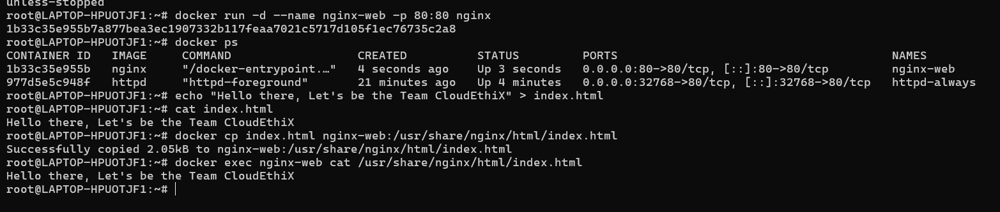 unless-stopped
root@LAPTOP-HPUOTJF1:~# docker run -d --name nginx-web -p 80:80 nginx
1b33c35e955b7a877bea3ec1907332b117feaa7021c5717d105f1ec76735c2a8
root@LAPTOP-HPUOTJF1:~# docker ps
CONTAINER ID   IMAGE     COMMAND                  CREATED          STATUS         PORTS                                         NAMES
1b33c35e955b   nginx     "/docker-entrypoint.…"   4 seconds ago    Up 3 seconds   0.0.0.0:80->80/tcp, [::]:80->80/tcp           nginx-web
977d5e5c948f   httpd     "httpd-foreground"       21 minutes ago   Up 4 minutes   0.0.0.0:32768->80/tcp, [::]:32768->80/tcp   httpd-always
root@LAPTOP-HPUOTJF1:~# echo "Hello there, Let's be the Team CloudEthiX" > index.html
root@LAPTOP-HPUOTJF1:~# cat index.html
Hello there, Let's be the Team CloudEthiX
root@LAPTOP-HPUOTJF1:~# docker cp index.html nginx-web:/usr/share/nginx/html/index.html
Successfully copied 2.05kB to nginx-web:/usr/share/nginx/html/index.html
root@LAPTOP-HPUOTJF1:~# docker exec nginx-web cat /usr/share/nginx/html/index.html
Hello there, Let's be the Team CloudEthiX
root@LAPTOP-HPUOTJF1:~#